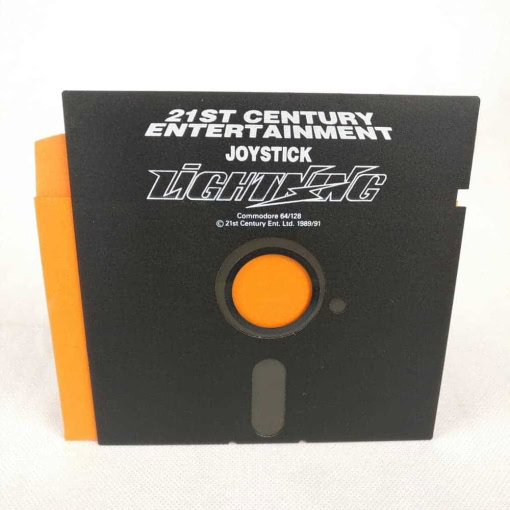 21ST CENTURY
ENTERTAINMENT
JOYSTICK
LIGHTNING
Commodore 64/128
© 21st Century Ent. Ltd. 1989/91